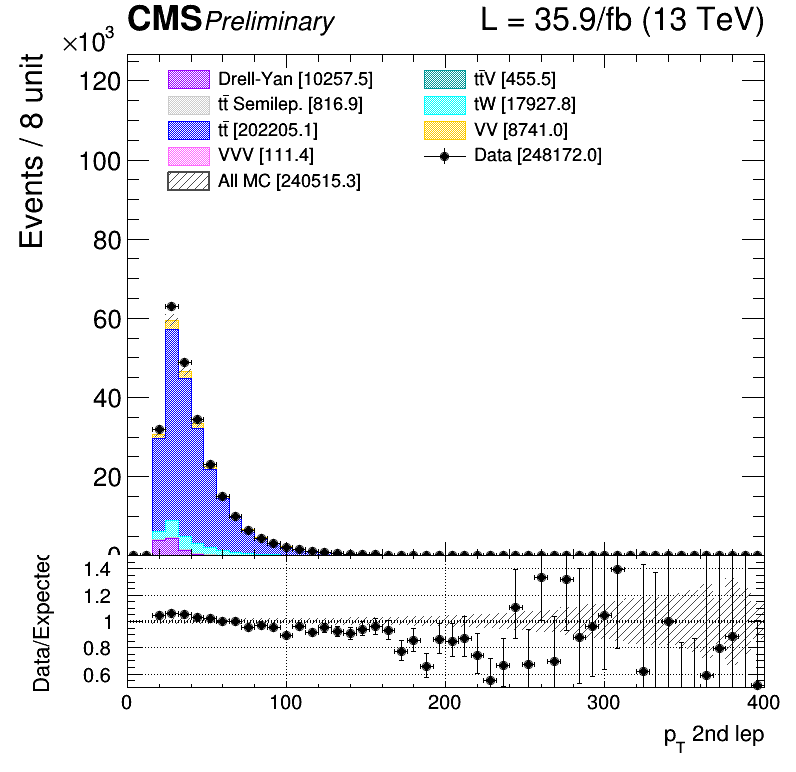 CMS Preliminary L = 35.9/fb (13 TeV)
×10³
Events / 8 unit
Drell-Yan [10257.5]
tt̄ Semilep. [816.9]
tt̄ [202205.1]
VVV [111.4]
All MC [240515.3]
tt̄V [455.5]
tW [17927.8]
VV [8741.0]
Data [248172.0]
120
100
80
60
40
20
0
Data/Expected
1.4
1.2
1
0.8
0.6
0 100 200 300 400
p_T 2nd lep